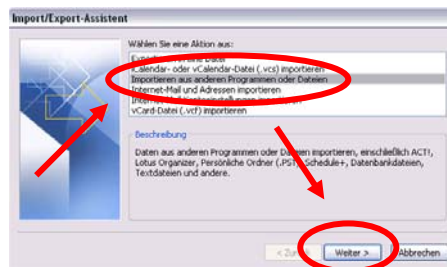 Import/Export-Assistent
Wählen Sie eine Aktion aus:
iCalendar- oder vCalendar-Datei (.vcs) importieren
Importieren aus anderen Programmen oder Dateien
Internet-Mail und Adressen importieren
vCard-Datei (.vcf) importieren
Beschreibung
Daten aus anderen Programmen oder Dateien importieren, einschließlich ACT!,
Lotus Organizer, Persönliche Ordner (.PST), Schedule+, Datenbankdateien,
Textdateien und andere.
Weiter > Abbrechen